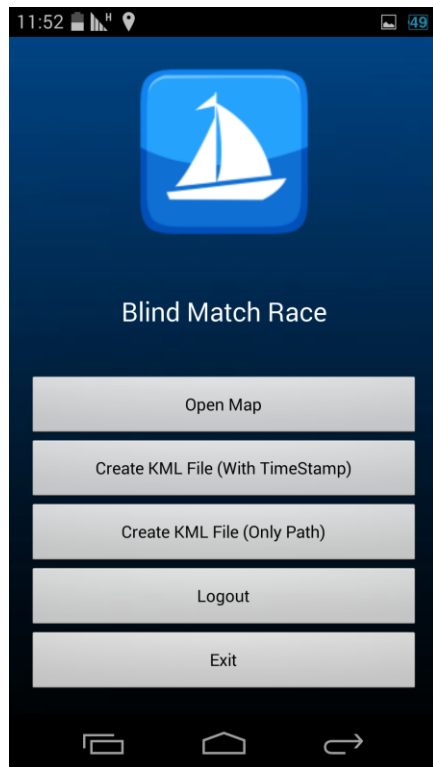 11:52 H 49
Blind Match Race
Open Map
Create KML File (With TimeStamp)
Create KML File (Only Path)
Logout
Exit